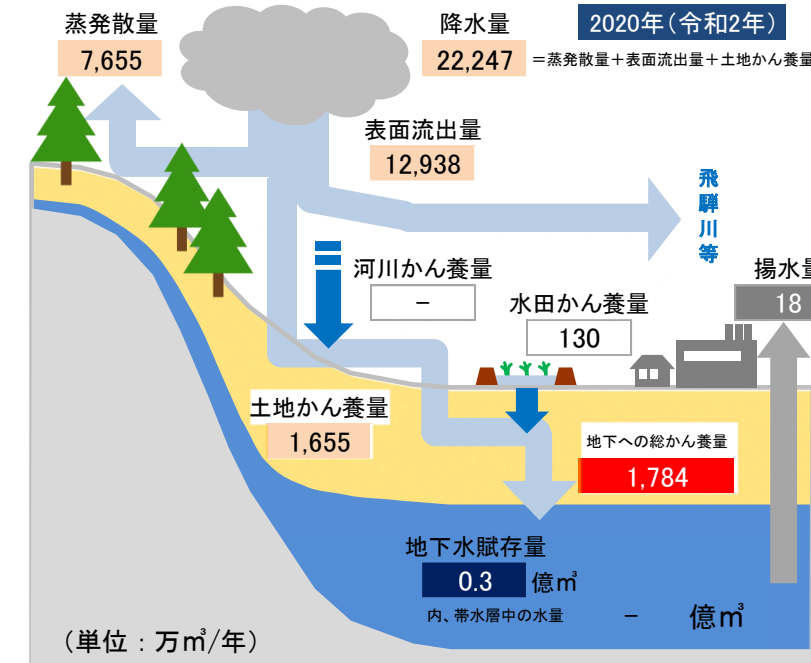 蒸発散量
7,655
降水量
22,247
2020年(令和2年)
=蒸発散量+表面流出量+土地かん養量
表面流出量
12,938
飛騨川等
河川かん養量
-
水田かん養量
130
揚水量
18
土地かん養量
1,655
地下への総かん養量
1,784
地下水賦存量
0.3 億㎥
内、帯水層中の水量 - 億㎥
(単位:万㎥/年)